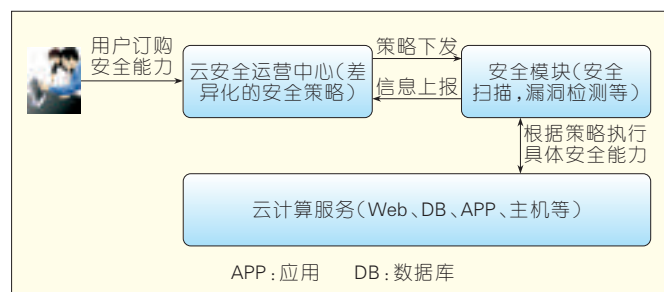 用户订购
安全能力
云安全运营中心(差
异化的安全策略)
策略下发
信息上报
安全模块(安全
扫描,漏洞检测等)
根据策略执行
具体安全能力
云计算服务(Web、DB、APP、主机等)
APP:应用 DB:数据库